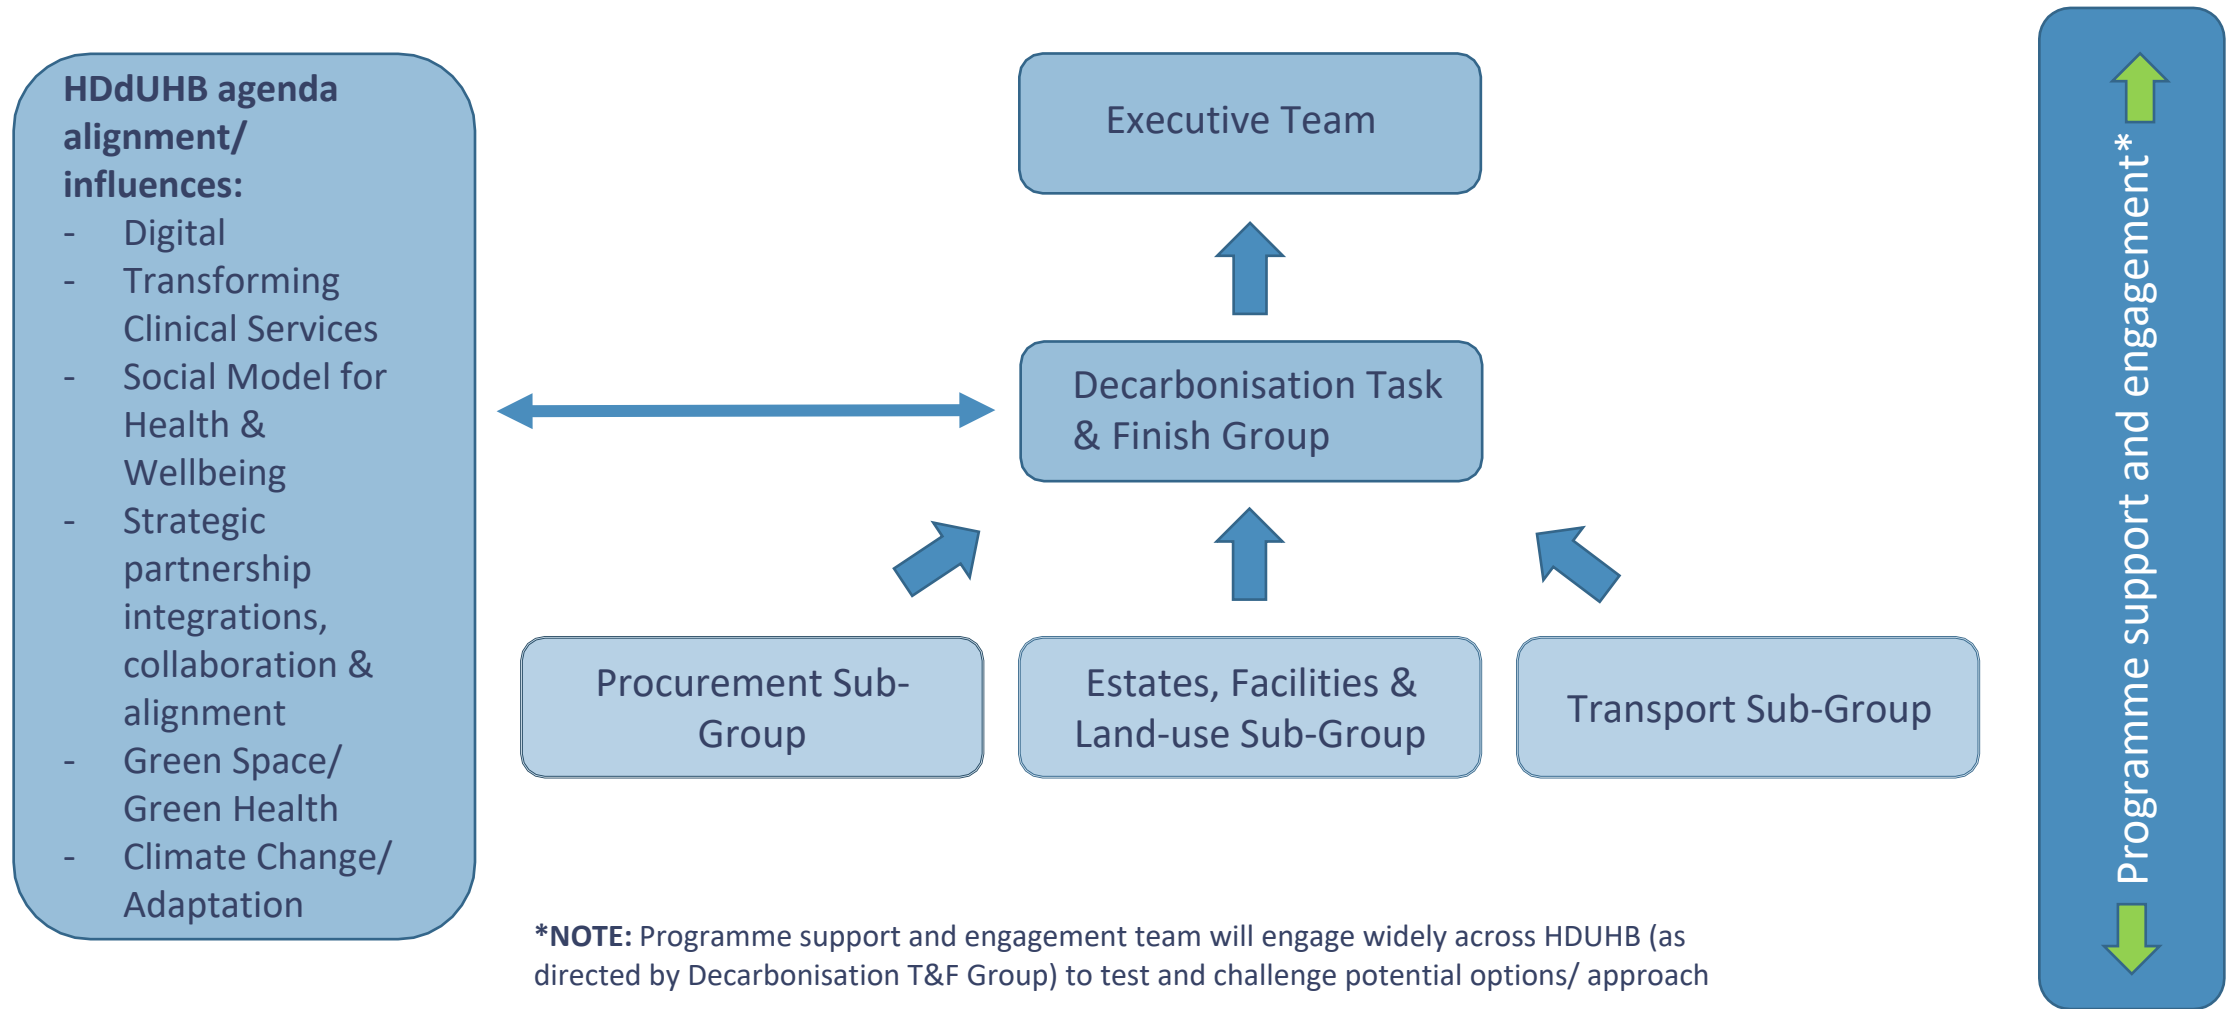 HDdUHB agenda
alignment/
influences:
- Digital
- Transforming
Clinical Services
- Social Model for
Health &
Wellbeing
- Strategic
partnership
integrations,
collaboration &
alignment
- Green Space/
Green Health
- Climate Change/
Adaptation
Executive Team
Decarbonisation Task
& Finish Group
Procurement Sub-
Group
Estates, Facilities &
Land-use Sub-Group
Transport Sub-Group
*NOTE: Programme support and engagement team will engage widely across HDUHB (as
directed by Decarbonisation T&F Group) to test and challenge potential options/ approach
Programme support and engagement*